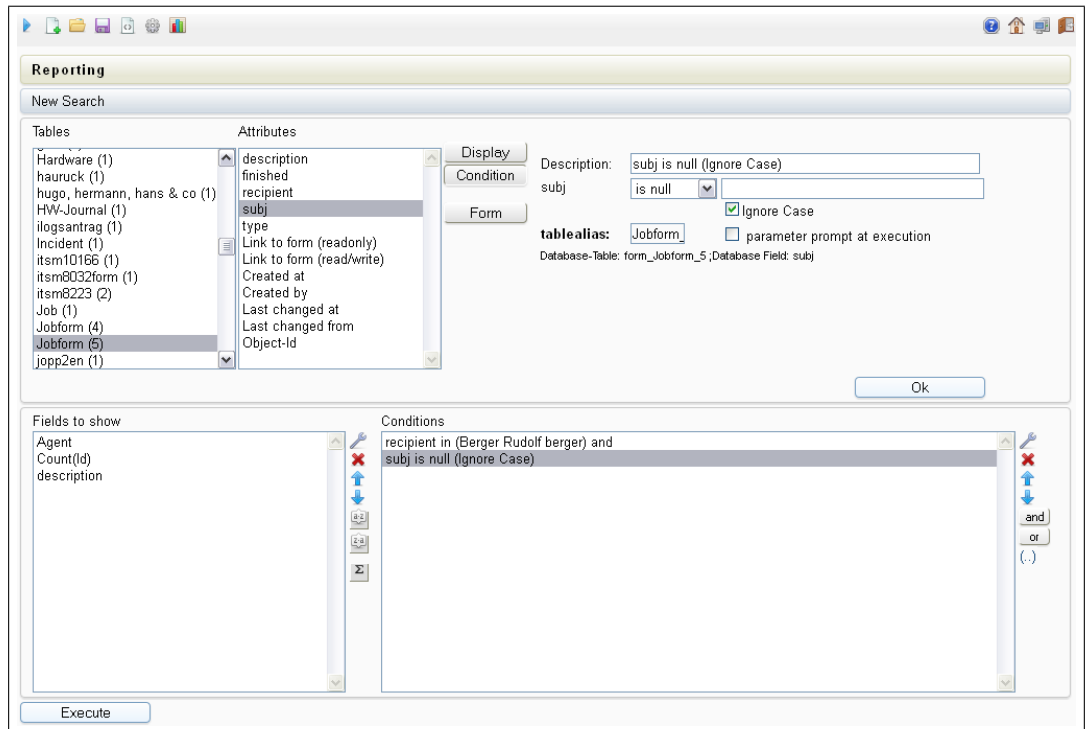 Reporting
New Search
Tables
Attributes
Hardware (1)
hauruck (1)
hugo, hermann, hans & co (1)
HW-Journal (1)
ilogsantrag (1)
Incident (1)
itsm10166 (1)
itsm8032form (1)
itsm8223 (2)
Job (1)
Jobform (4)
Jobform (5)
jopp2en (1)
description
finished
recipient
subj
type
Link to form (readonly)
Link to form (read/write)
Created at
Created by
Last changed at
Last changed from
Object-Id
Display
Condition
Form
Description: subj is null (Ignore Case)
subj is null
Ignore Case
tablealias: Jobform_ parameter prompt at execution
Database-Table: form_Jobform_5 ;Database Field: subj
Ok
Fields to show
Agent
Count(Id)
description
a-z
z-a
Σ
Conditions
recipient in (Berger Rudolf berger) and
subj is null (Ignore Case)
and
or
(..)
Execute